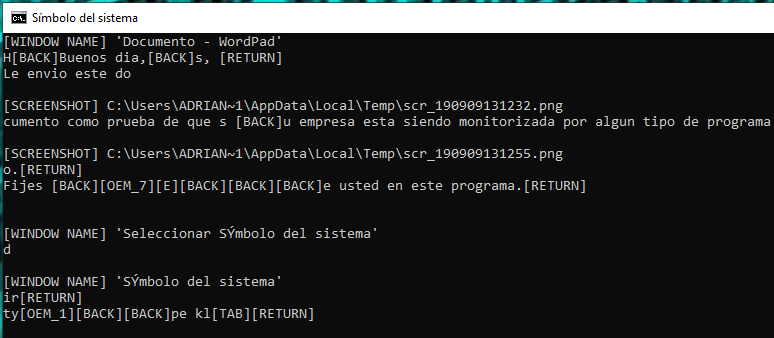 Símbolo del sistema
[WINDOW NAME] 'Documento - WordPad'
H[BACK]Buenos dia,[BACK]s, [RETURN]
Le envio este do
[SCREENSHOT] C:\Users\ADRIAN~1\AppData\Local\Temp\scr_190909131232.png
cumento como prueba de que s [BACK]u empresa esta siendo monitorizada por algun tipo de programa
[SCREENSHOT] C:\Users\ADRIAN~1\AppData\Local\Temp\scr_190909131255.png
o.[RETURN]
Fijes [BACK][OEM_7][E][BACK][BACK][BACK]e usted en este programa.[RETURN]
[WINDOW NAME] 'Seleccionar SÝmbolo del sistema'
d
[WINDOW NAME] 'SÝmbolo del sistema'
ir[RETURN]
ty[OEM_1][BACK][BACK]pe kl[TAB][RETURN]